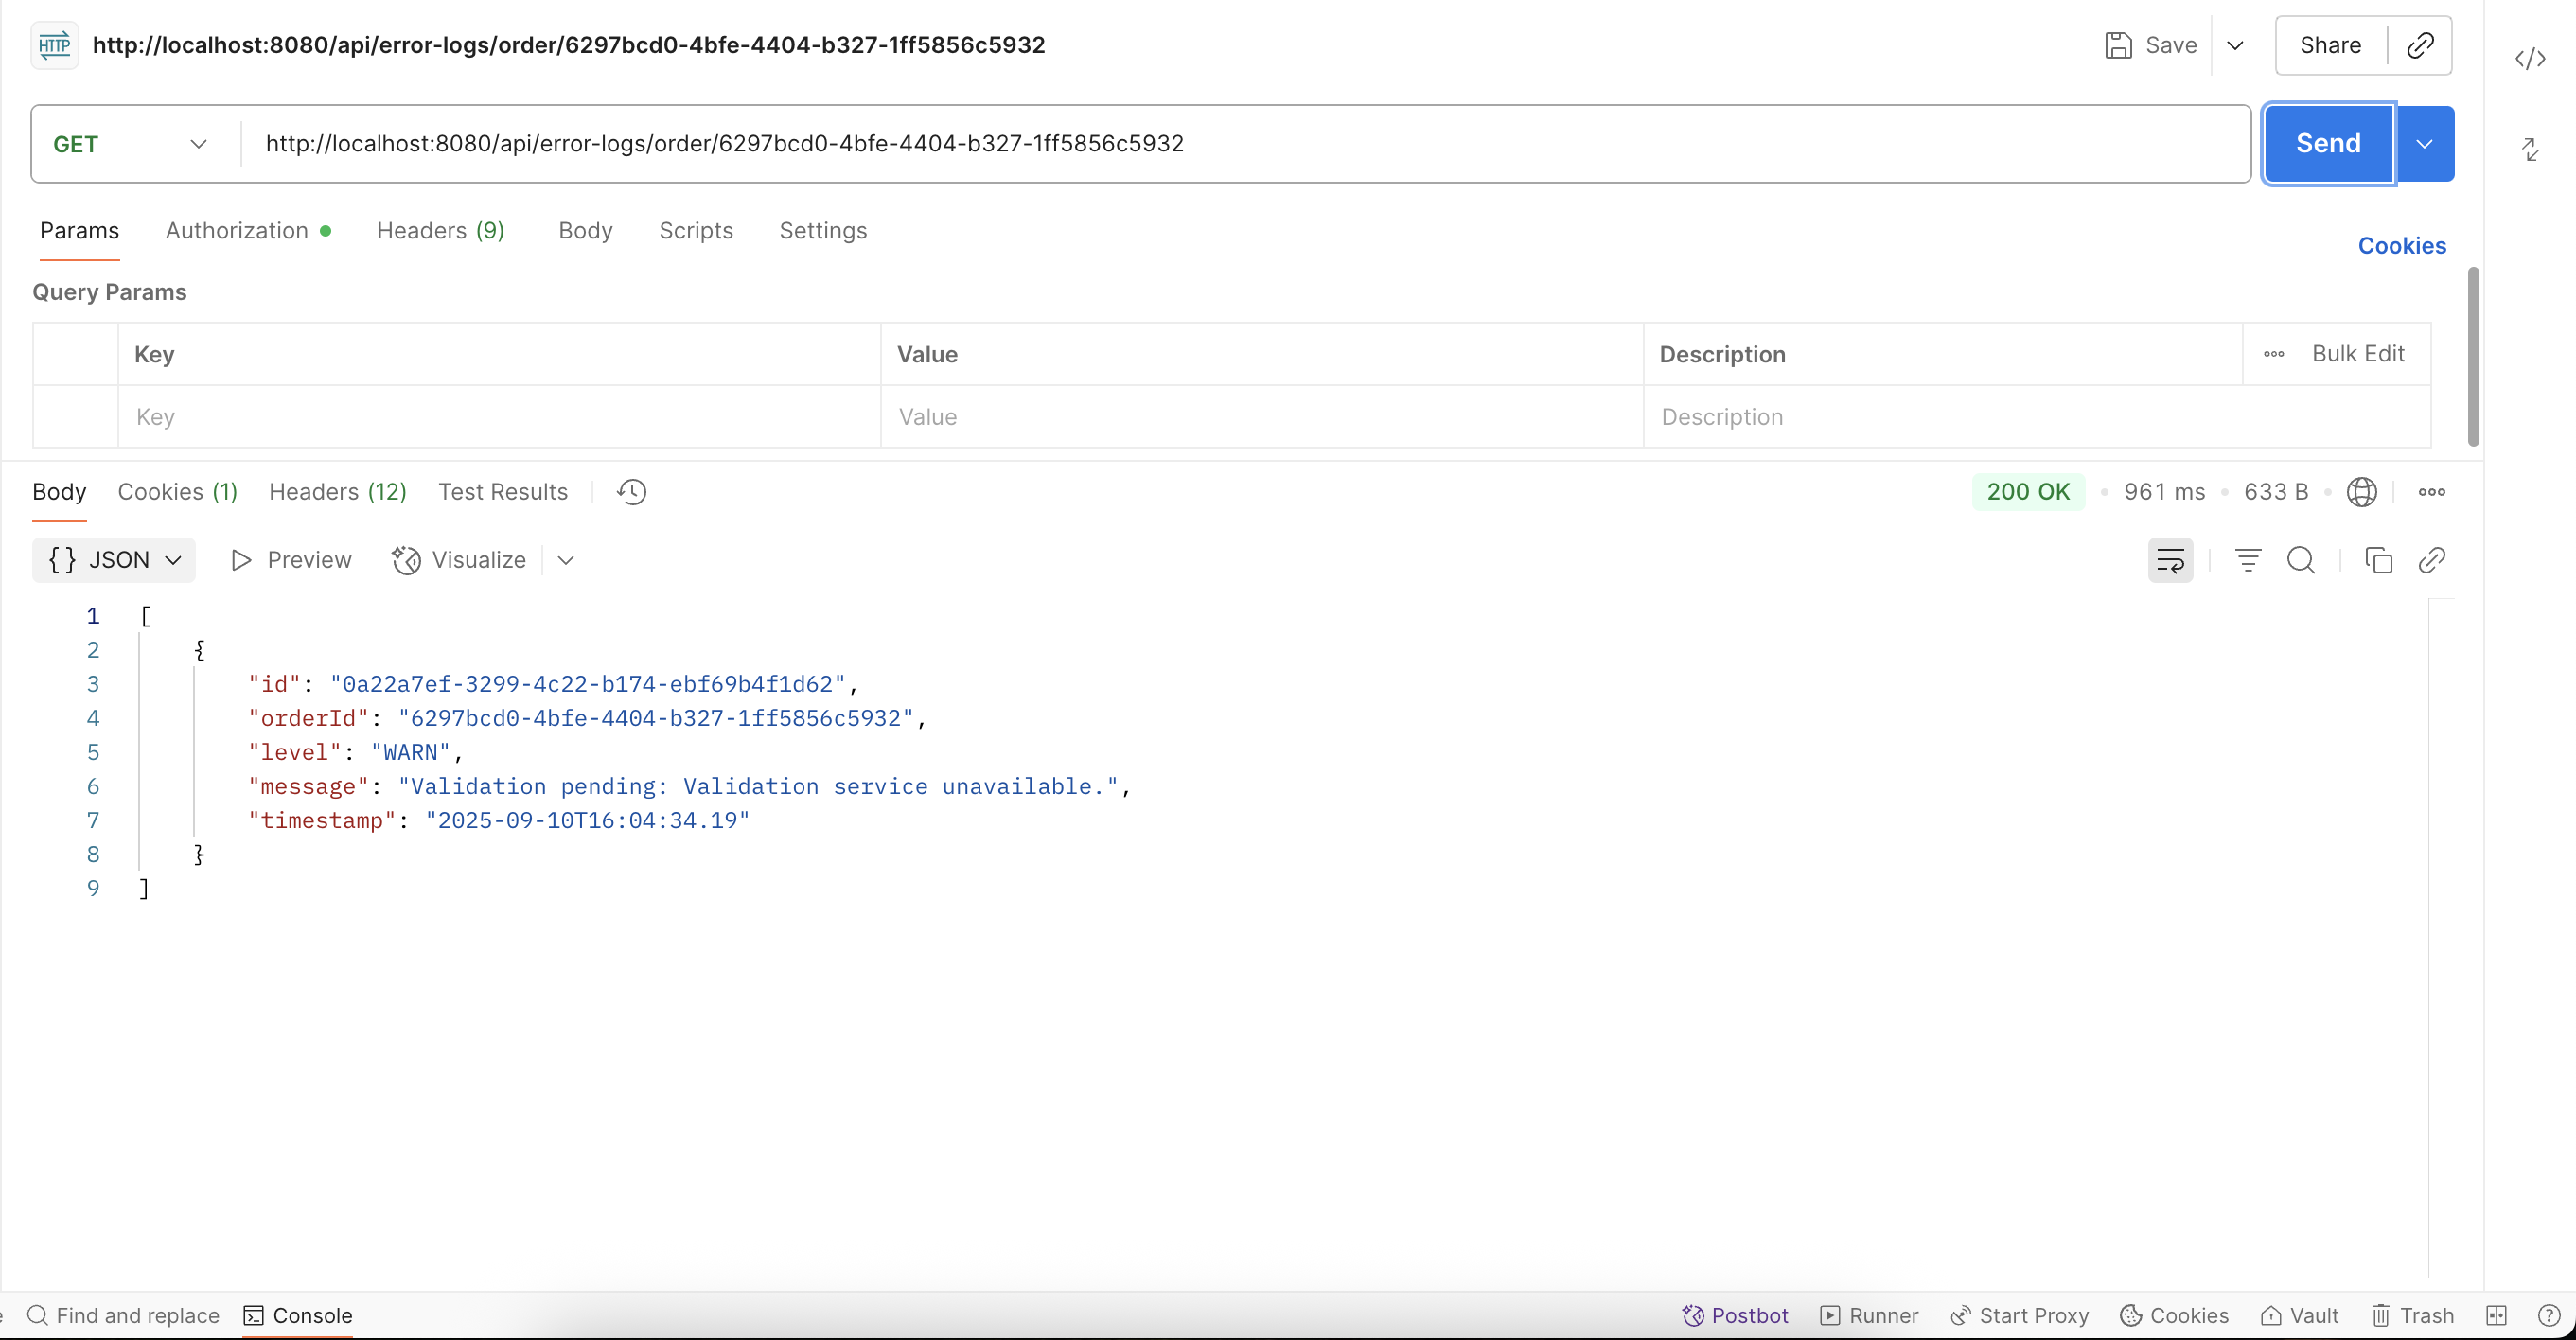 HTTP http://localhost:8080/api/error-logs/order/6297bcd0-4bfe-4404-b327-1ff5856c5932 Save Share
GET http://localhost:8080/api/error-logs/order/6297bcd0-4bfe-4404-b327-1ff5856c5932 Send
Params Authorization Headers (9) Body Scripts Settings Cookies
Query Params
Key Value Description Bulk Edit
Key Value Description
Body Cookies (1) Headers (12) Test Results 200 OK • 961 ms • 633 B
{} JSON Preview Visualize
1 [
2 {
3 "id": "0a22a7ef-3299-4c22-b174-ebf69b4f1d62",
4 "orderId": "6297bcd0-4bfe-4404-b327-1ff5856c5932",
5 "level": "WARN",
6 "message": "Validation pending: Validation service unavailable.",
7 "timestamp": "2025-09-10T16:04:34.19"
8 }
9 ]
Find and replace Console Postbot Runner Start Proxy Cookies Vault Trash